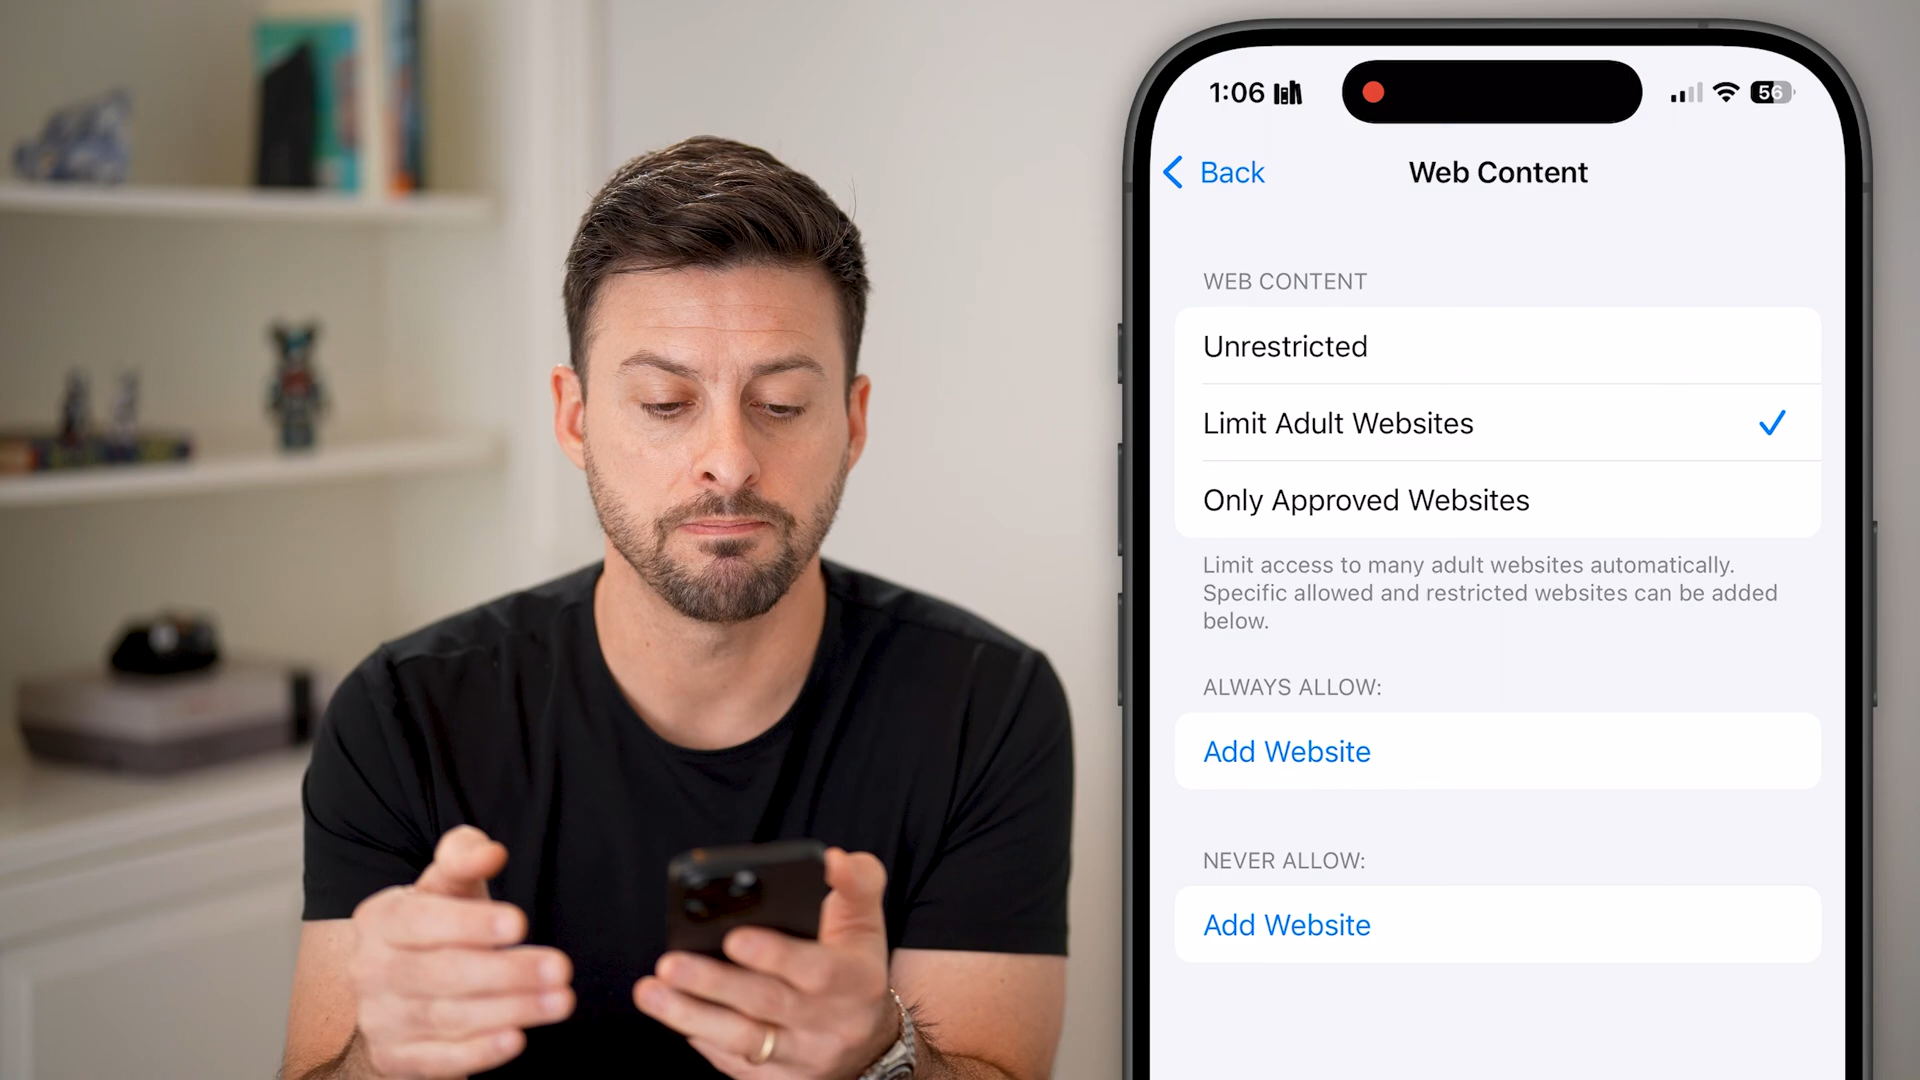 1:06
56
Back
Web Content
WEB CONTENT
Unrestricted
Limit Adult Websites
Only Approved Websites
Limit access to many adult websites automatically.
Specific allowed and restricted websites can be added
below.
ALWAYS ALLOW:
Add Website
NEVER ALLOW:
Add Website